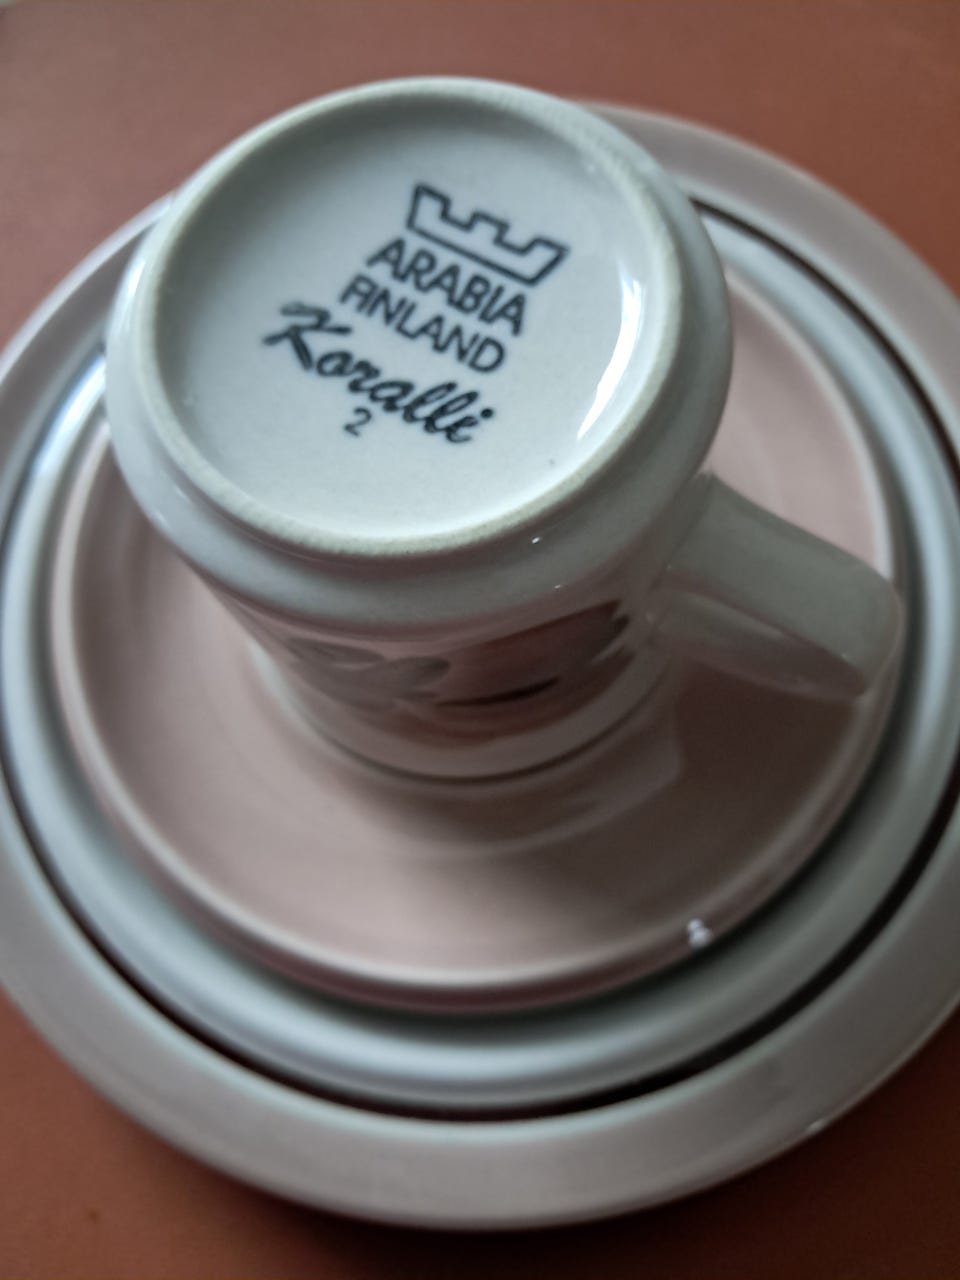 ARABIA
FINLAND
Koralli
2